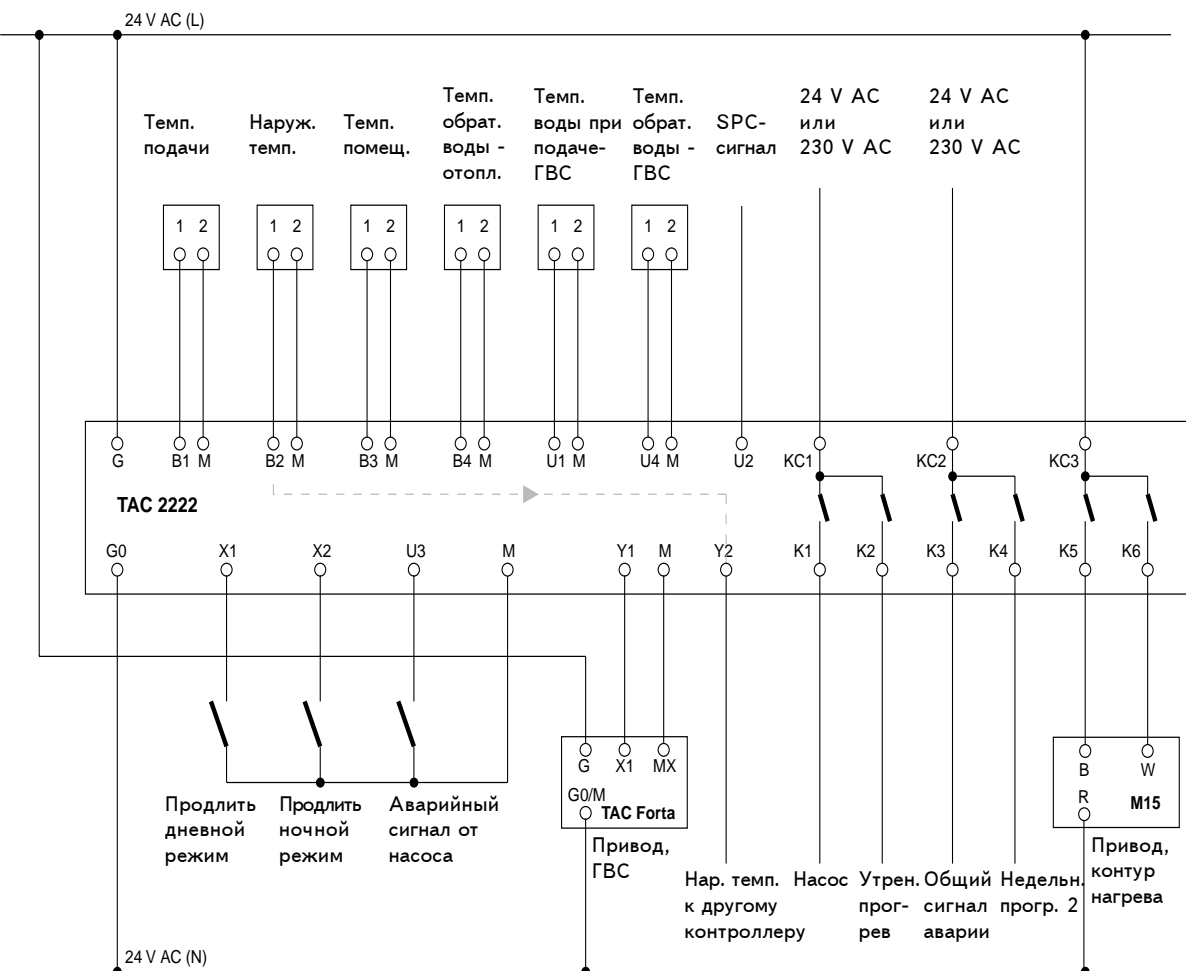 24 V AC (L)
Темп.
подачи
Наруж.
темп.
Темп.
помещ.
Темп.
обрат.
воды -
отопл.
Темп.
воды при
подаче-
ГВС
Темп.
обрат.
воды -
ГВС
SPC-
сигнал
24 V AC
или
230 V AC
24 V AC
или
230 V AC
1 2
1 2
1 2
1 2
1 2
1 2
G B1 M B2 M B3 M B4 M U1 M U4 M U2 KC1 KC2 KC3
TAC 2222
G0 X1 X2 U3 M Y1 M Y2 K1 K2 K3 K4 K5 K6
G X1 MX
G0/M
TAC Forta
B W
R
M15
Продлить
дневной
режим
Продлить
ночной
режим
Аварийный
сигнал от
насоса
Привод,
ГВС
Нар. темп.
к другому
контроллеру
Насос
Утрен.
прог-
рев
Общий
сигнал
аварии
Недельн.
прогр. 2
Привод,
контур
нагрева
24 V AC (N)